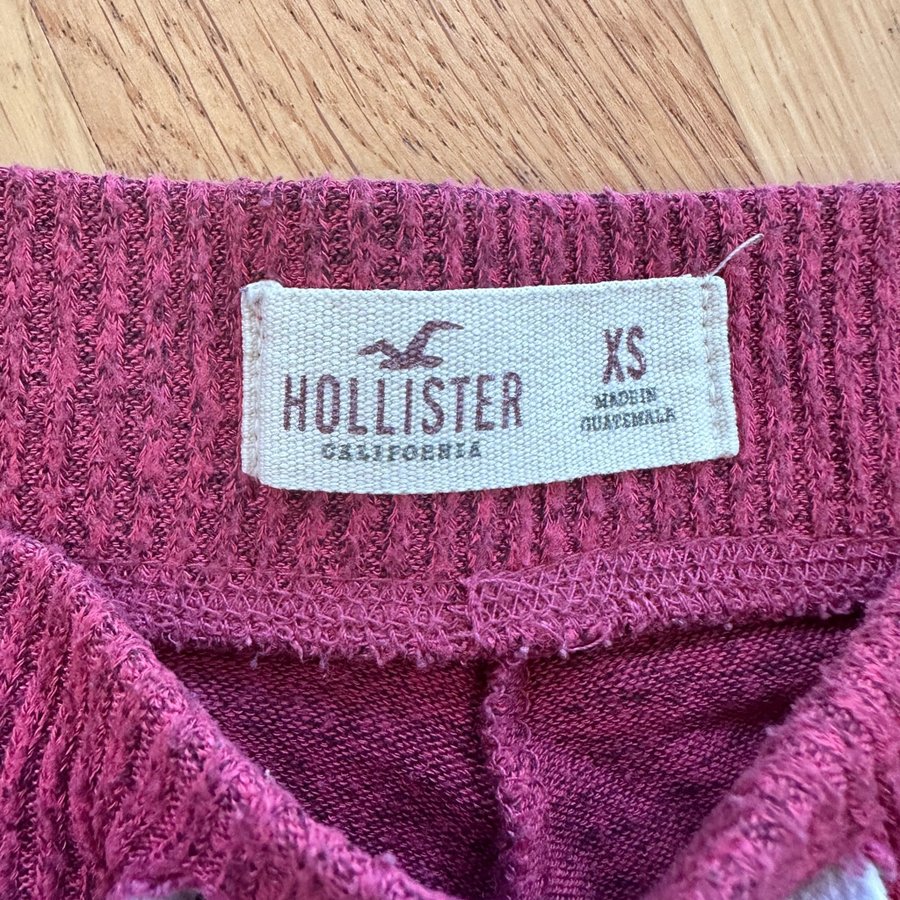 HOLLISTER
CALIFORNIA
XS
MADE IN
GUATEMALA